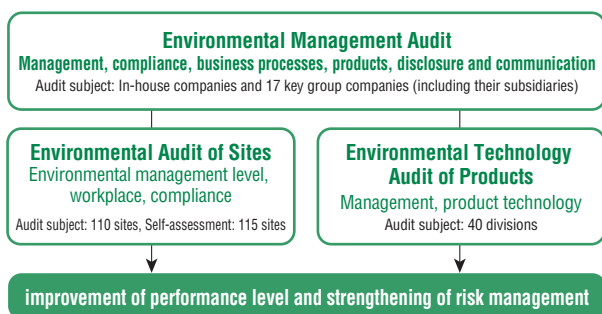 Environmental Management Audit
Management, compliance, business processes, products, disclosure and communication
Audit subject: In-house companies and 17 key group companies (including their subsidiaries)
Environmental Audit of Sites
Environmental management level,
workplace, compliance
Audit subject: 110 sites, Self-assessment: 115 sites
Environmental Technology
Audit of Products
Management, product technology
Audit subject: 40 divisions
improvement of performance level and strengthening of risk management